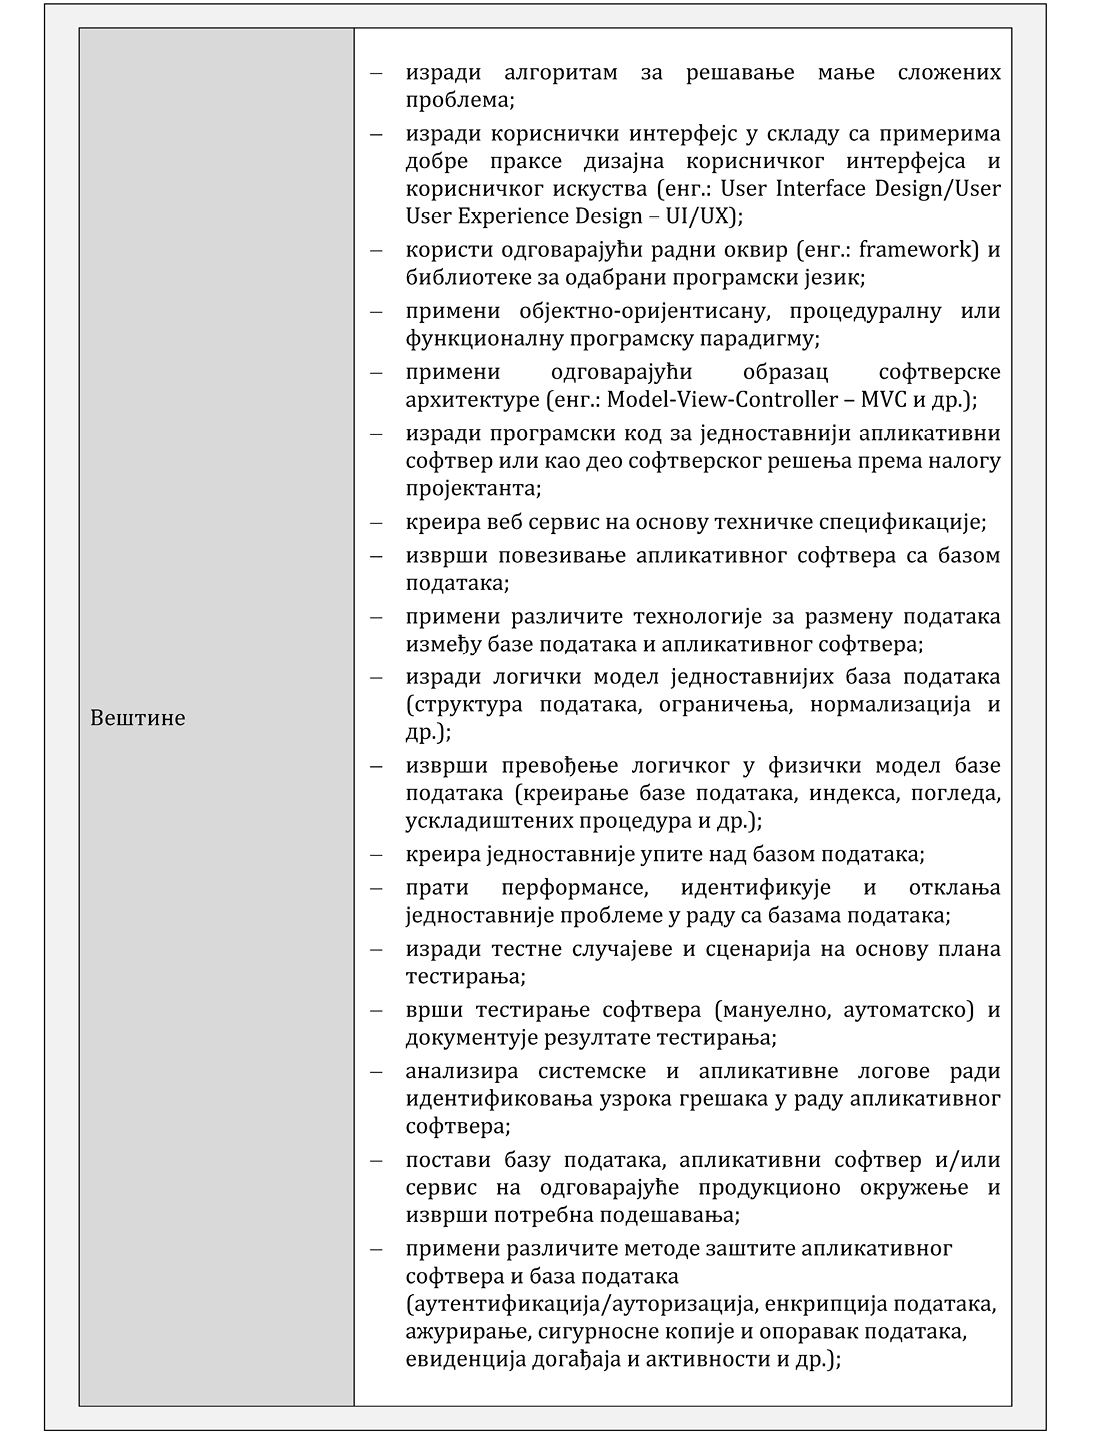 Вештине
– изради алгоритам за решавање мање сложених
проблема;
– изради кориснички интерфејс у складу са примерима
добре праксе дизајна корисничког интерфејса и
корисничког искуства (енг.: User Interface Design/User
User Experience Design – UI/UX);
– користи одговарајући радни оквир (енг.: framework) и
библиотеке за одабрани програмски језик;
– примени објектно-оријентисану, процедуралну или
функционалну програмску парадигму;
– примени одговарајући образац софтверске
архитектуре (енг.: Model-View-Controller – MVC и др.);
– изради програмски код за једноставнији апликативни
софтвер или као део софтверског решења према налогу
пројектанта;
– креира веб сервис на основу техничке спецификације;
– изврши повезивање апликативног софтвера са базом
података;
– примени различите технологије за размену података
између базе података и апликативног софтвера;
– изради логички модел једноставнијих база података
(структура података, ограничења, нормализација и
др.);
– изврши превођење логичког у физички модел базе
података (креирање базе података, индекса, погледа,
ускладиштених процедура и др.);
– креира једноставније упите над базом података;
– прати перформансе, идентификује и отклања
једноставније проблеме у раду са базама података;
– изради тестне случајеве и сценарија на основу плана
тестирања;
– врши тестирање софтвера (мануелно, аутоматско) и
документује резултате тестирања;
– анализира системске и апликативне логове ради
идентификовања узрока грешака у раду апликативног
софтвера;
– постави базу података, апликативни софтвер и/или
сервис на одговарајуће продукционо окружење и
изврши потребна подешавања;
– примени различите методе заштите апликативног
софтвера и база података
(аутентификација/ауторизација, енкрипција података,
ажурирање, сигурносне копије и опоравак података,
евиденција догађаја и активности и др.);